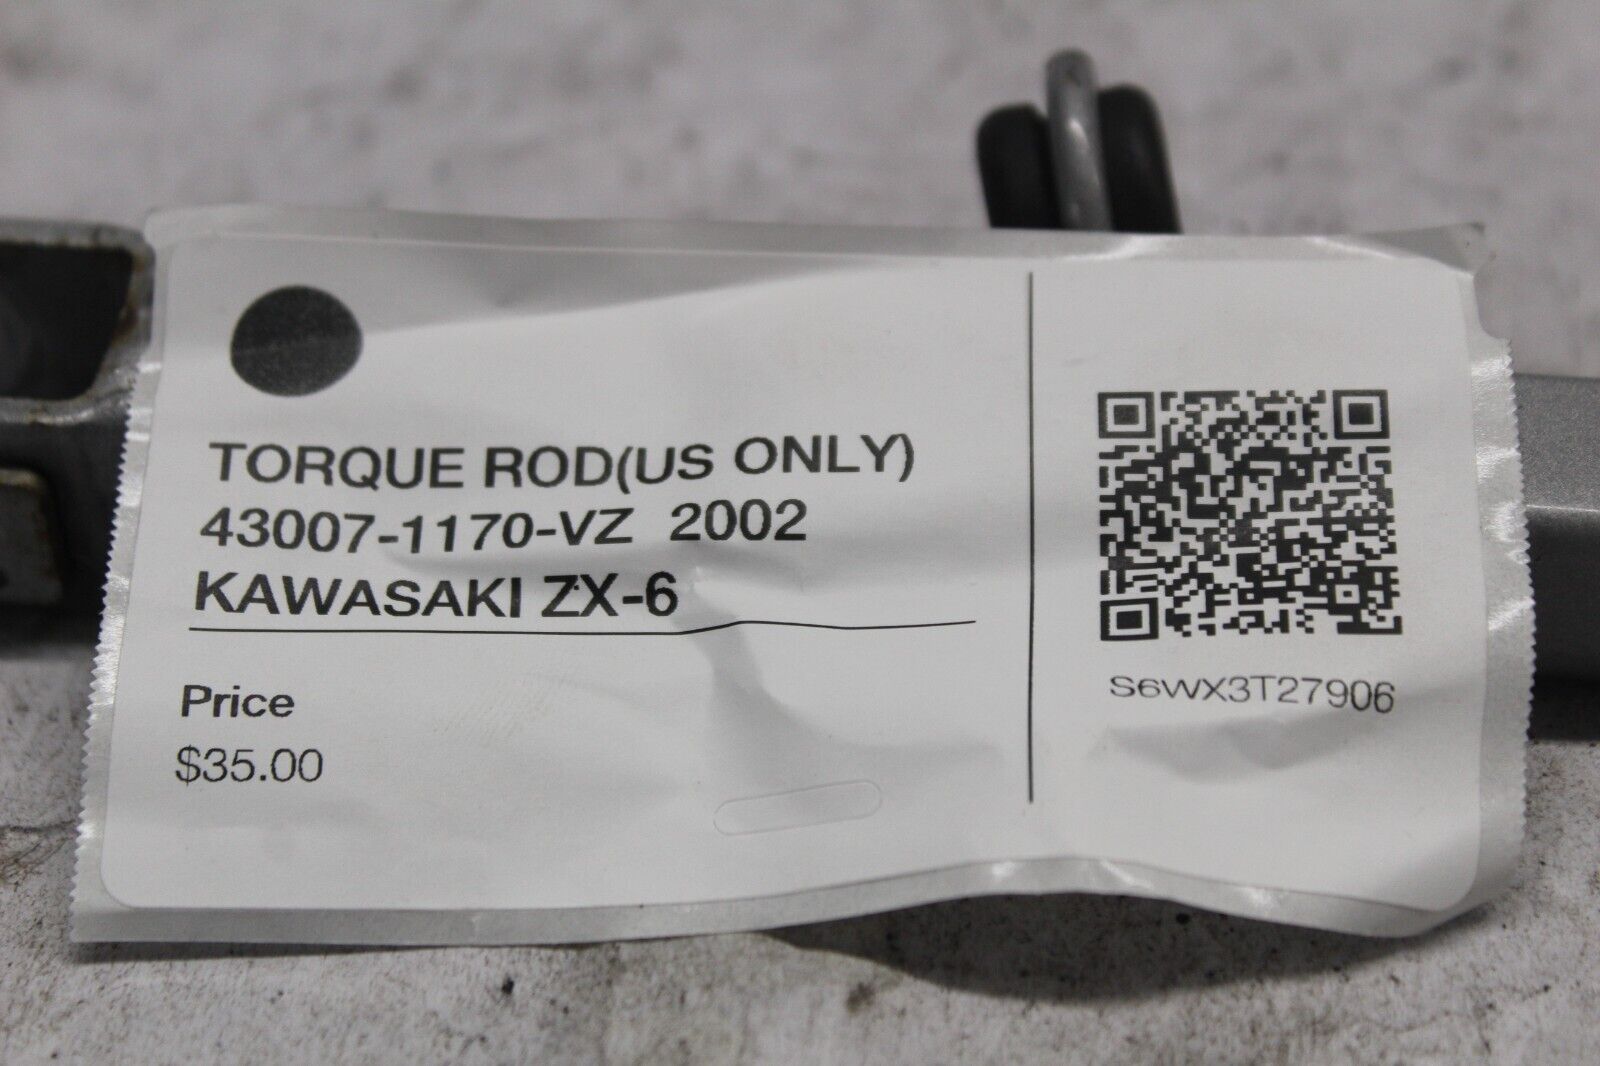 TORQUE ROD(US ONLY)
43007-1170-VZ 2002
KAWASAKI ZX-6
Price
$35.00
S6WX3T27906